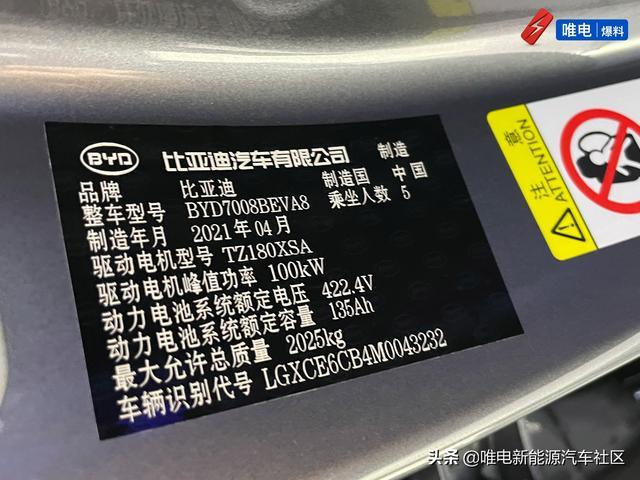 唯电 爆料
BYD 比亚迪汽车有限公司 制造
品牌 比亚迪 制造国 中国
整车型号 BYD7008BEVA8 乘坐人数 5
制造年月 2021年04月
驱动电机型号 TZ180XSA
驱动电机峰值功率 100kW
动力电池系统额定电压 422.4V
动力电池系统额定容量 135Ah
最大允许总质量 2025kg
车辆识别代号 LGXCE6CB4M0043232
注意
ATTENTION
头条 @唯电新能源汽车社区